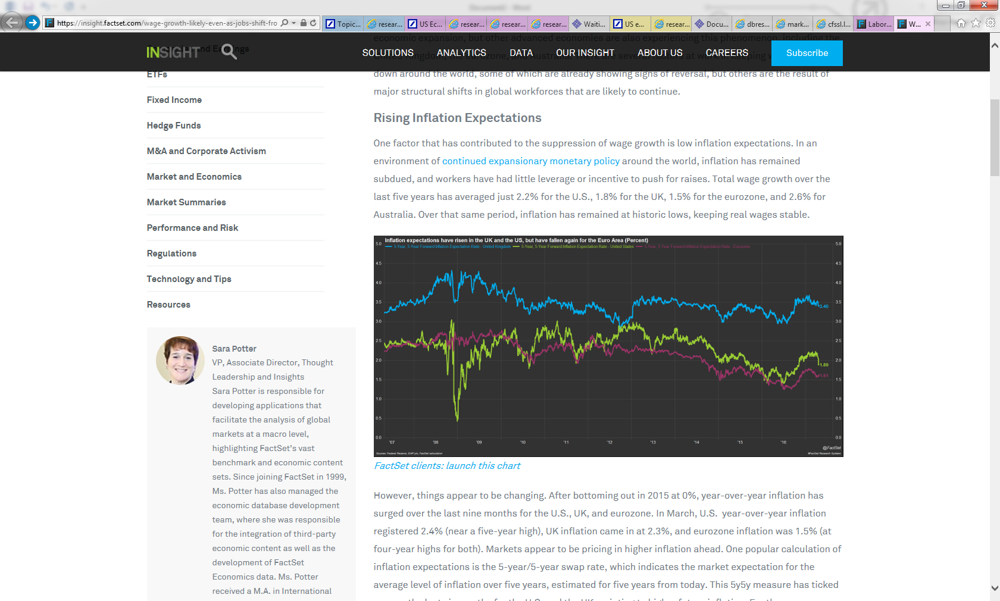 Document2 - Word
https://insight.factset.com/wage-growth-likely-even-as-jobs-shift-fro
Topic...
resear...
US Ec...
resear...
resear...
resear...
Waiti...
US e...
resear...
Docu...
dbres...
mark...
cfssl.l...
Labor...
W...
INSIGHT
SOLUTIONS
ANALYTICS
DATA
OUR INSIGHT
ABOUT US
CAREERS
Subscribe
ETFs
Fixed Income
Hedge Funds
M&A and Corporate Activism
Market and Economics
Market Summaries
Performance and Risk
Regulations
Technology and Tips
Resources
Sara Potter
VP, Associate Director, Thought
Leadership and Insights
Sara Potter is responsible for
developing applications that
facilitate the analysis of global
markets at a macro level,
highlighting FactSet's vast
benchmark and economic content
sets. Since joining FactSet in 1999,
Ms. Potter has also managed the
economic database development
team, where she was responsible
for the integration of third-party
economic content as well as the
development of FactSet
Economics data. Ms. Potter
received a M.A. in International
economic expansion, but other advanced economies are also experiencing this phenomenon, including the
down around the world, some of which are already showing signs of reversal, but others are the result of
major structural shifts in global workforces that are likely to continue.
Rising Inflation Expectations
One factor that has contributed to the suppression of wage growth is low inflation expectations. In an
environment of continued expansionary monetary policy around the world, inflation has remained
subdued, and workers have had little leverage or incentive to push for raises. Total wage growth over the
last five years has averaged just 2.2% for the U.S., 1.8% for the UK, 1.5% for the eurozone, and 2.6% for
Australia. Over that same period, inflation has remained at historic lows, keeping real wages stable.
Inflation expectations have risen in the UK and the US, but have fallen again for the Euro Area (Percent)
5-Year, 5-Year Forward Inflation Expectation Rate - United Kingdom
5-Year, 5-Year Forward Inflation Expectation Rate - United States
5-Year, 5-Year Forward Inflation Expectation Rate - Eurozone
5.0 5.0
4.5 4.5
4.0 4.0
3.5 3.40 3.5
3.0 3.0
2.5 2.5
2.0 1.89 2.0
1.5 1.61 1.5
1.0 1.0
0.5 0.5
0.0 0.0
'07 '08 '09 '10 '11 '12 '13 '14 '15 '16
@FactSet
©FactSet Research Systems
FactSet clients: launch this chart
However, things appear to be changing. After bottoming out in 2015 at 0%, year-over-year inflation has
surged over the last nine months for the U.S., UK, and eurozone. In March, U.S. year-over-year inflation
registered 2.4% (near a five-year high), UK inflation came in at 2.3%, and eurozone inflation was 1.5% (at
four-year highs for both). Markets appear to be pricing in higher inflation ahead. One popular calculation of
inflation expectations is the 5-year/5-year swap rate, which indicates the market expectation for the
average level of inflation over five years, estimated for five years from today. This 5y5y measure has ticked